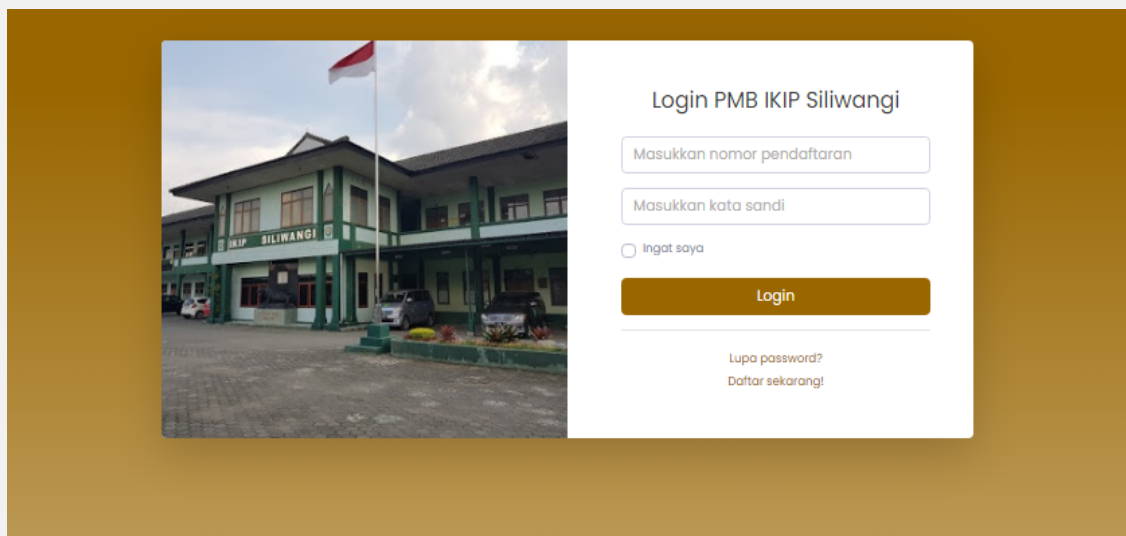 IKIP SILIWANGI
Login PMB IKIP Siliwangi
Masukkan nomor pendaftaran
Masukkan kata sandi
Ingat saya
Login
Lupa password?
Daftar sekarang!